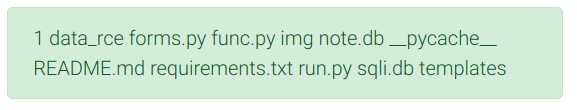 1 data_rce forms.py func.py img note.db __pycache__
README.md requirements.txt run.py sqli.db templates